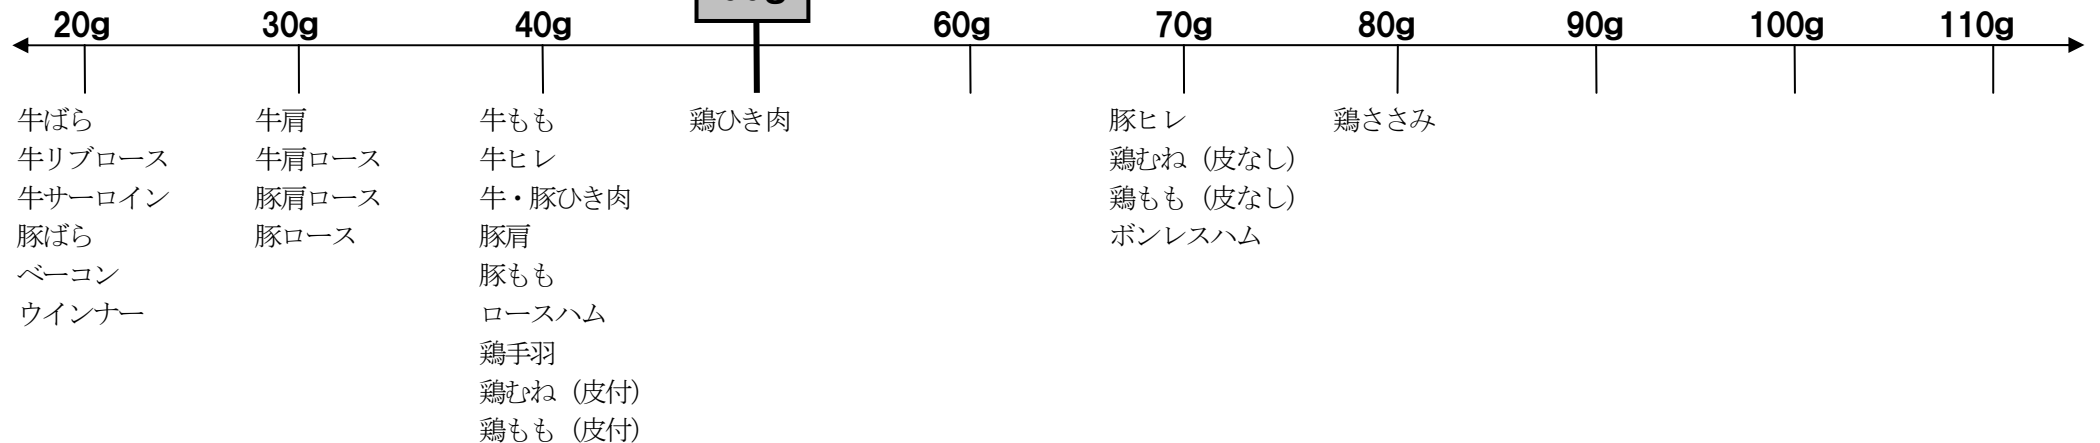 20g 30g 40g 60g 70g 80g 90g 100g 110g
牛ばら
牛リブロース
牛サーロイン
豚ばら
ベーコン
ウインナー
牛肩
牛肩ロース
豚肩ロース
豚ロース
牛もも
牛ヒレ
牛・豚ひき肉
豚肩
豚もも
ロースハム
鶏手羽
鶏むね（皮付）
鶏もも（皮付）
鶏ひき肉
豚ヒレ
鶏むね（皮なし）
鶏もも（皮なし）
ボンレスハム
鶏ささみ